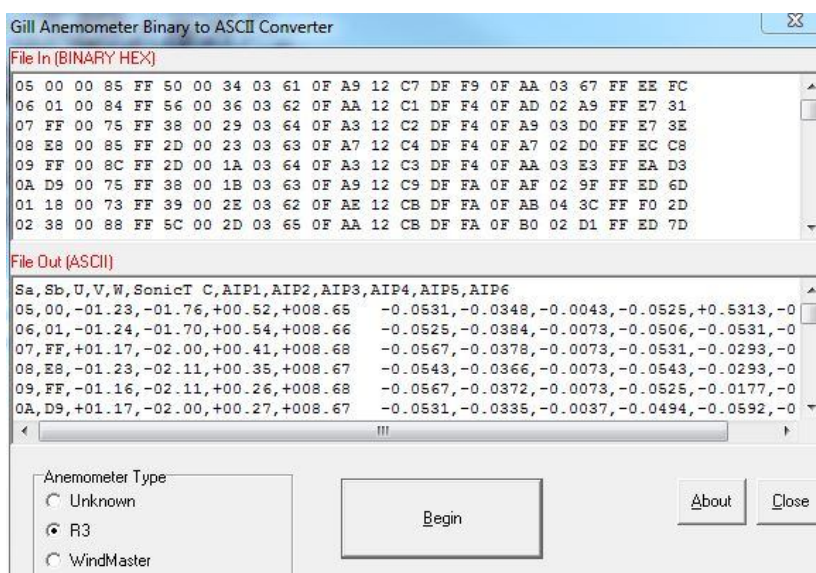 Gill Anemometer Binary to ASCII Converter
File In (BINARY HEX)
05 00 00 85 FF 50 00 34 03 61 0F A9 12 C7 DF F9 0F AA 03 67 FF EE FC
06 01 00 84 FF 56 00 36 03 62 0F AA 12 C1 DF F4 0F AD 02 A9 FF E7 31
07 FF 00 75 FF 38 00 29 03 64 0F A3 12 C2 DF F4 0F A9 03 D0 FF E7 3E
08 E8 00 85 FF 2D 00 23 03 63 0F A7 12 C4 DF F4 0F A7 02 D0 FF EC C8
09 FF 00 8C FF 2D 00 1A 03 64 0F A3 12 C3 DF F4 0F AA 03 E3 FF EA D3
0A D9 00 75 FF 38 00 1B 03 63 0F A9 12 C9 DF FA 0F AF 02 9F FF ED 6D
01 18 00 73 FF 39 00 2E 03 62 0F AE 12 CB DF FA 0F AB 04 3C FF F0 2D
02 38 00 88 FF 5C 00 2D 03 65 0F AA 12 CB DF FA 0F B0 02 D1 FF ED 7D
File Out (ASCII)
Sa,Sb,U,V,W,SonicT C,AIP1,AIP2,AIP3,AIP4,AIP5,AIP6
05,00,-01.23,-01.76,+00.52,+008.65 -0.0531,-0.0348,-0.0043,-0.0525,+0.5313,-0
06,01,-01.24,-01.70,+00.54,+008.66 -0.0525,-0.0384,-0.0073,-0.0506,-0.0531,-0
07,FF,+01.17,-02.00,+00.41,+008.68 -0.0567,-0.0378,-0.0073,-0.0531,-0.0293,-0
08,E8,-01.23,-02.11,+00.35,+008.67 -0.0543,-0.0366,-0.0073,-0.0543,-0.0293,-0
09,FF,-01.16,-02.11,+00.26,+008.68 -0.0567,-0.0372,-0.0073,-0.0525,-0.0177,-0
0A,D9,+01.17,-02.00,+00.27,+008.67 -0.0531,-0.0335,-0.0037,-0.0494,-0.0592,-0
Anemometer Type
Unknown
R3
WindMaster
Begin
About
Close